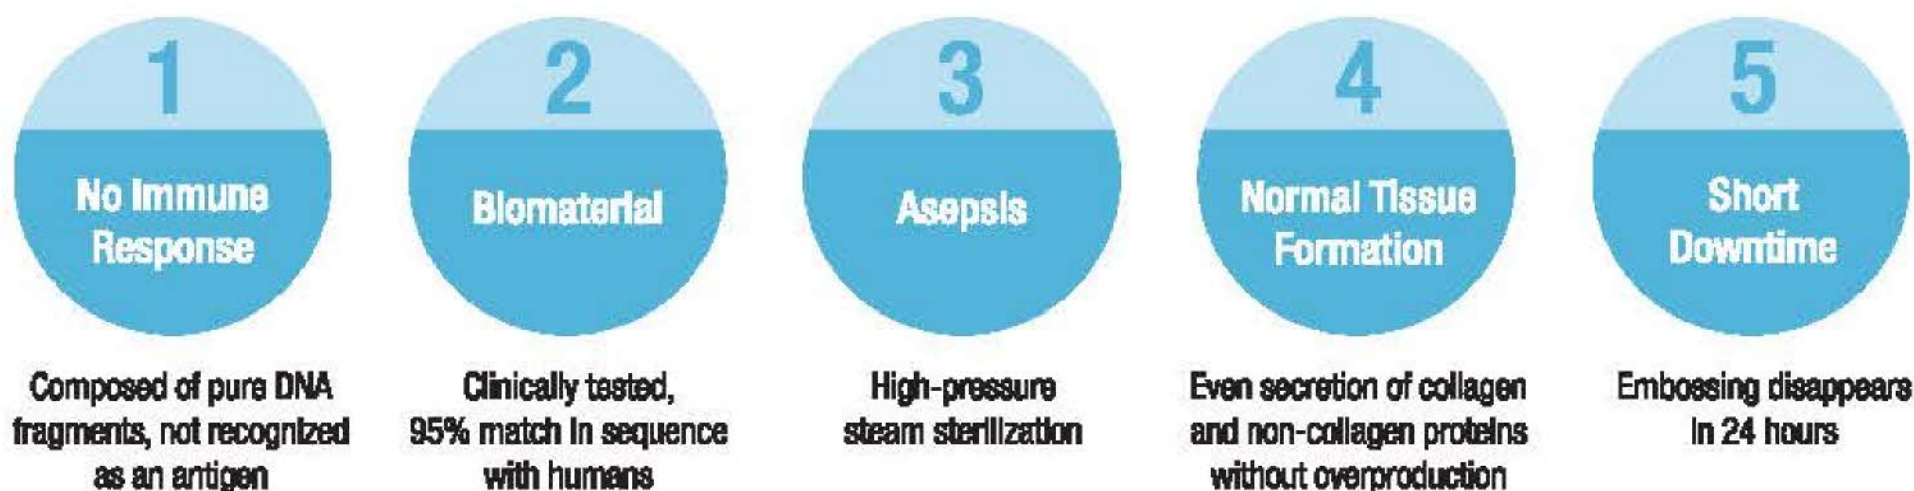 1
No Immune
Response
Composed of pure DNA
fragments, not recognized
as an antigen
2
Biomaterial
Clinically tested,
95% match in sequence
with humans
3
Asepsis
High-pressure
steam sterilization
4
Normal Tissue
Formation
Even secretion of collagen
and non-collagen proteins
without overproduction
5
Short
Downtime
Embossing disappears
in 24 hours